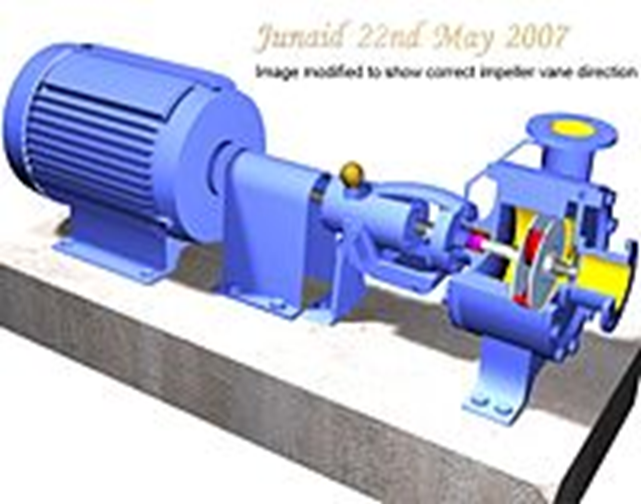 Junaid 22nd May 2007
Image modified to show correct impeller vane direction